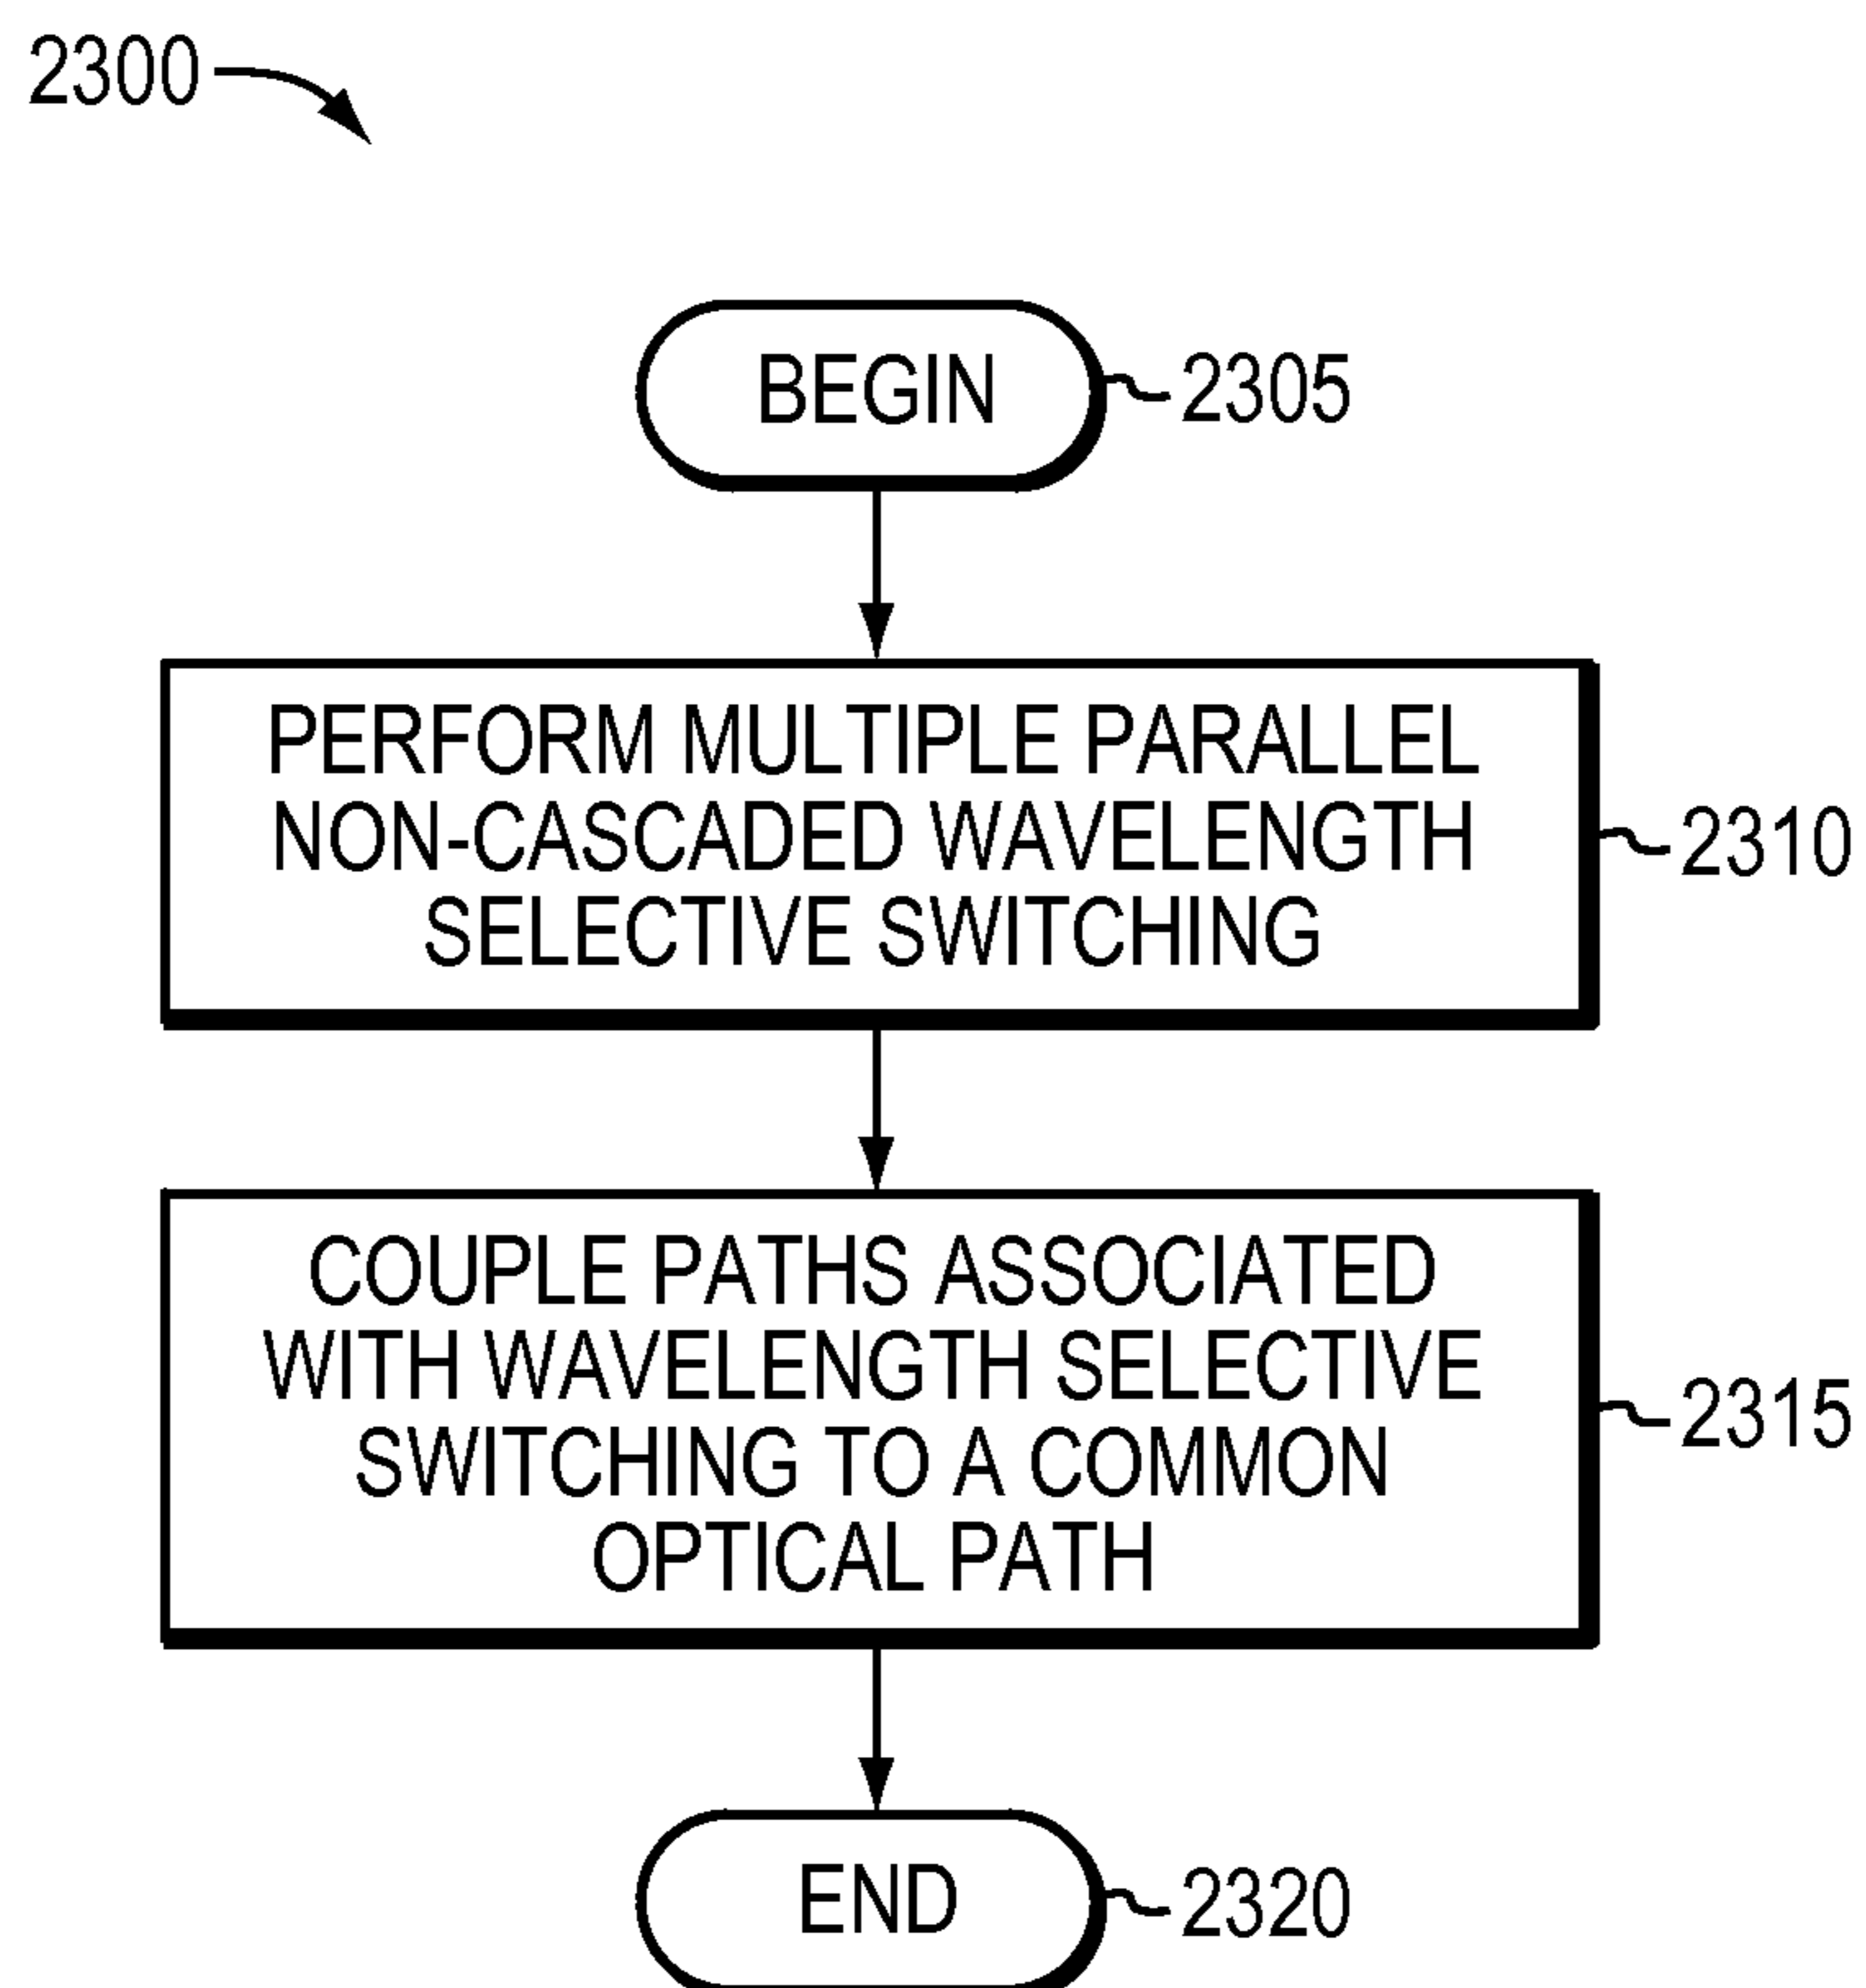 2300
BEGIN
2305
PERFORM MULTIPLE PARALLEL
NON-CASCADED WAVELENGTH
SELECTIVE SWITCHING
2310
COUPLE PATHS ASSOCIATED
WITH WAVELENGTH SELECTIVE
SWITCHING TO A COMMON
OPTICAL PATH
2315
END
2320